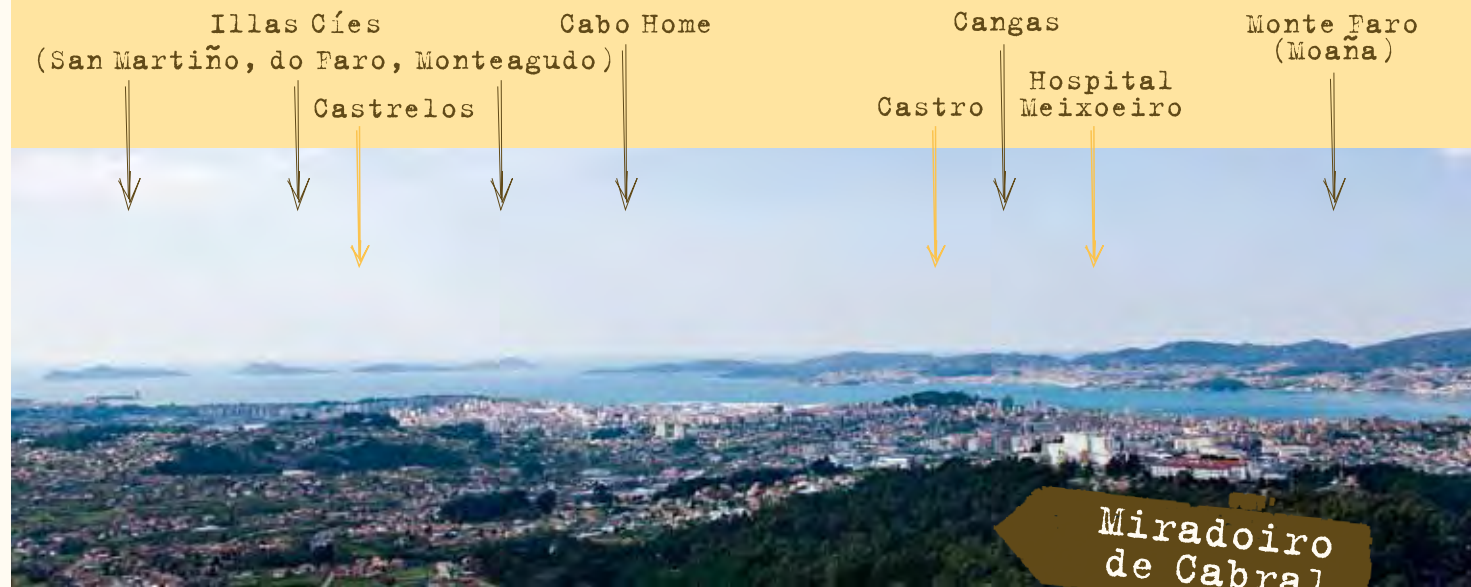 Illas Cíes
(San Martiño, do Faro, Monteagudo)
Cabo Home
Castrelos
Cangas
Castro
Hospital
Meixoeiro
Monte Faro
(Moaña)
Miradoiro
de Cabral